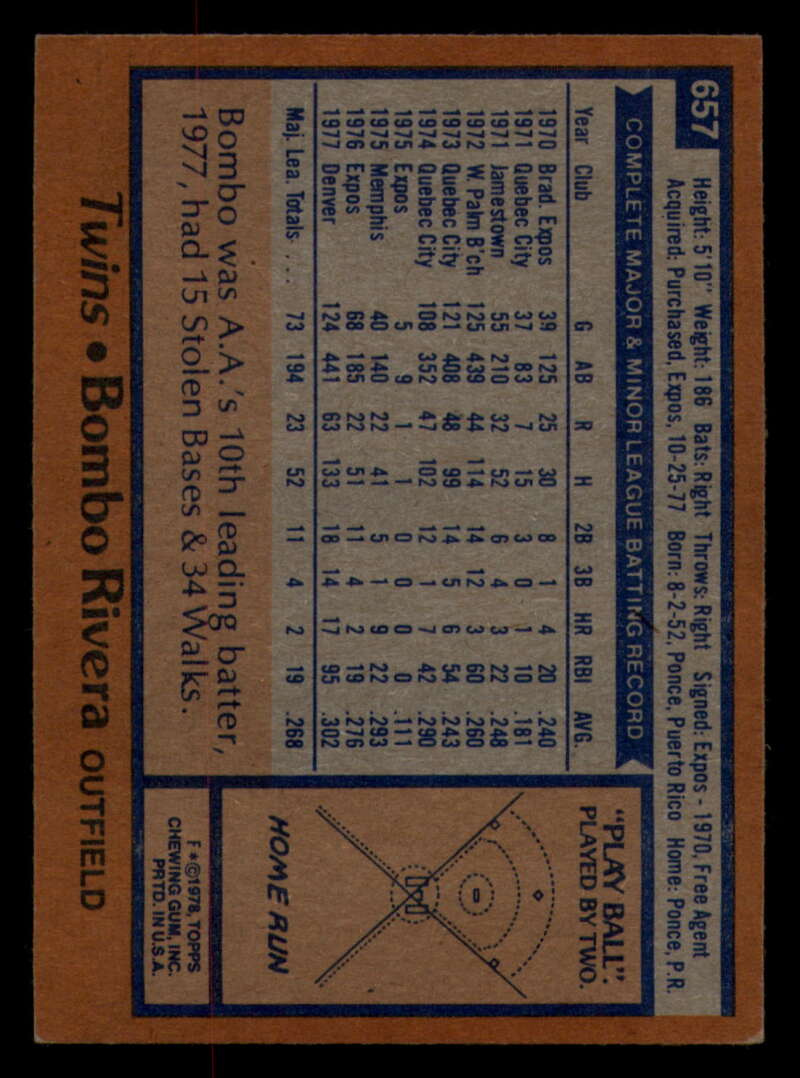 657
Height: 5'10" Weight: 186 Bats: Right Throws: Right Signed: Expos - 1970, Free Agent
Acquired: Purchased, Expos, 10-25-77 Born: 8-2-52, Ponce, Puerto Rico Home: Ponce, P.R.
COMPLETE MAJOR & MINOR LEAGUE BATTING RECORD
Year Club G AB R H 2B 3B HR RBI AVG.
1970 Brad. Expos 39 125 25 30 8 1 4 20 .240
1971 Quebec City 37 83 7 15 3 0 1 10 .181
1971 Jamestown 55 210 32 52 6 4 3 22 .248
1972 W. Palm B'ch 125 439 44 114 14 12 3 60 .260
1973 Quebec City 121 408 48 99 14 5 6 54 .243
1974 Quebec City 108 352 47 102 12 1 7 42 .290
1975 Expos 5 9 1 1 0 0 0 0 .111
1975 Memphis 40 140 22 41 5 1 9 22 .293
1976 Expos 68 185 22 51 11 4 2 19 .276
1977 Denver 124 441 63 133 18 14 17 95 .302
Maj. Lea. Totals .... 73 194 23 52 11 4 2 19 .268
Bombo was A.A.'s 10th leading batter,
1977, had 15 Stolen Bases & 34 Walks.
"PLAY BALL":
PLAYED BY TWO.
HOME RUN
F*©1978, TOPPS
CHEWING GUM, INC.
PRTD. IN U.S.A.
Twins • Bombo Rivera OUTFIELD